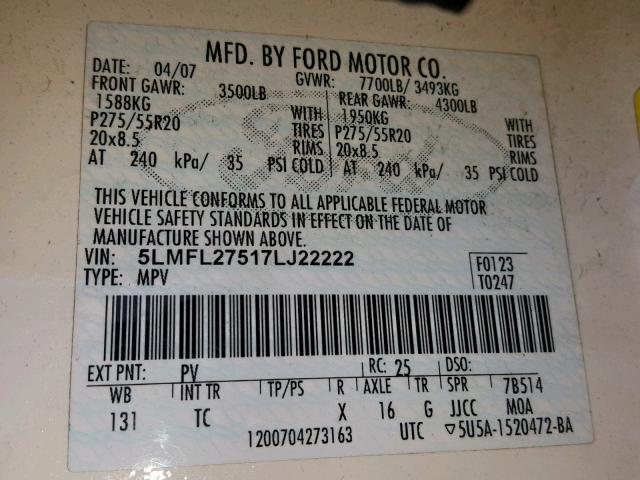 MFD. BY FORD MOTOR CO.
DATE: 04/07 GVWR: 7700LB/ 3493KG
FRONT GAWR: 3500LB REAR GAWR: 4300LB
1588KG WITH 1950KG WITH
P275/55R20 TIRES P275/55R20 TIRES
20x8.5 RIMS 20x8.5 RIMS
AT 240 kPa/ 35 PSI COLD AT 240 kPa/ 35 PSI COLD
THIS VEHICLE CONFORMS TO ALL APPLICABLE FEDERAL MOTOR
VEHICLE SAFETY STANDARDS IN EFFECT ON THE DATE OF
MANUFACTURE SHOWN ABOVE.
VIN: 5LMFL27517LJ22222 F0123
TYPE: MPV T0247
EXT PNT: PV RC: 25 DSO:
WB INT TR TP/PS R AXLE TR SPR 7B514
131 TC X 16 G JJCC MOA
1200704273163 UTC ▽5U5A-1520472-BA
Ford